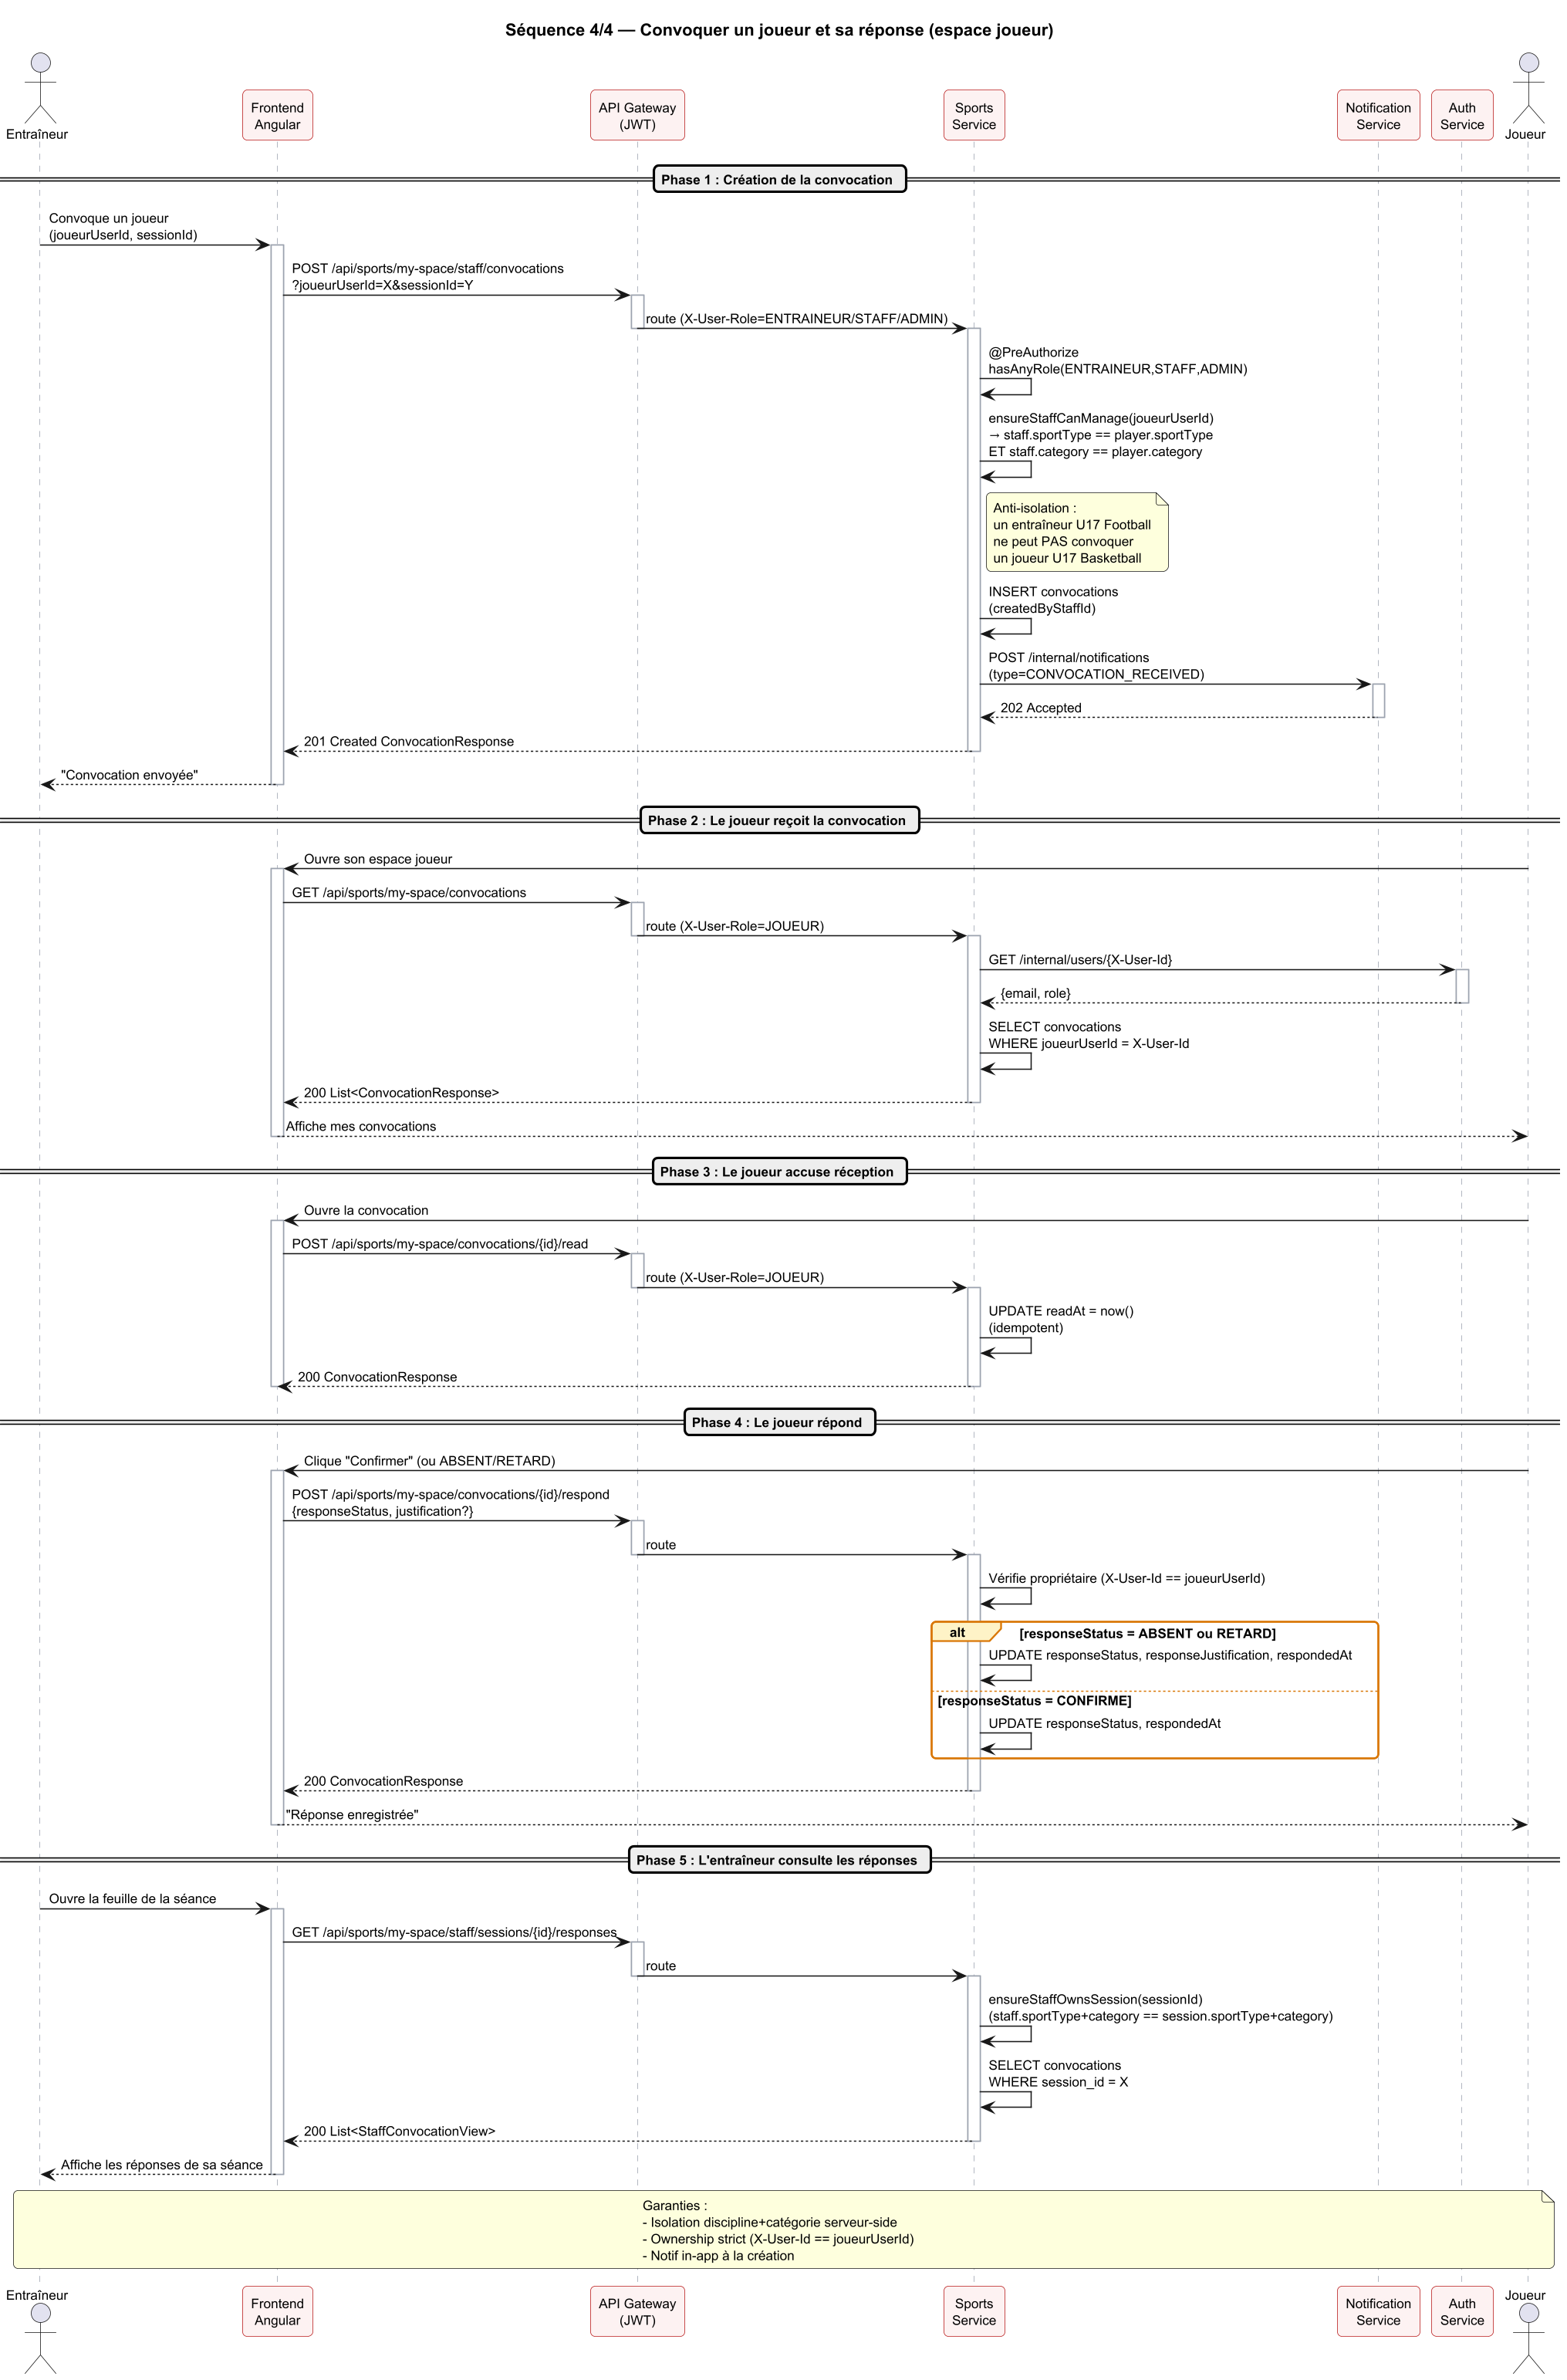 Séquence 4/4 — Convoquer un joueur et sa réponse (espace joueur)
Entraîneur
Frontend
Angular
API Gateway
(JWT)
Sports
Service
Notification
Service
Auth
Service
Joueur
Phase 1 : Création de la convocation
Convoque un joueur
(joueurUserId, sessionId)
POST /api/sports/my-space/staff/convocations
?joueurUserId=X&sessionId=Y
route (X-User-Role=ENTRAINEUR/STAFF/ADMIN)
@PreAuthorize
hasAnyRole(ENTRAINEUR,STAFF,ADMIN)
ensureStaffCanManage(joueurUserId)
→ staff.sportType == player.sportType
ET staff.category == player.category
Anti-isolation :
un entraîneur U17 Football
ne peut PAS convoquer
un joueur U17 Basketball
INSERT convocations
(createdByStaffId)
POST /internal/notifications
(type=CONVOCATION_RECEIVED)
202 Accepted
201 Created ConvocationResponse
"Convocation envoyée"
Phase 2 : Le joueur reçoit la convocation
Ouvre son espace joueur
GET /api/sports/my-space/convocations
route (X-User-Role=JOUEUR)
GET /internal/users/{X-User-Id}
{email, role}
SELECT convocations
WHERE joueurUserId = X-User-Id
200 List<ConvocationResponse>
Affiche mes convocations
Phase 3 : Le joueur accuse réception
Ouvre la convocation
POST /api/sports/my-space/convocations/{id}/read
route (X-User-Role=JOUEUR)
UPDATE readAt = now()
(idempotent)
200 ConvocationResponse
Phase 4 : Le joueur répond
Clique "Confirmer" (ou ABSENT/RETARD)
POST /api/sports/my-space/convocations/{id}/respond
{responseStatus, justification?}
route
Vérifie propriétaire (X-User-Id == joueurUserId)
alt [responseStatus = ABSENT ou RETARD]
UPDATE responseStatus, responseJustification, respondedAt
[responseStatus = CONFIRME]
UPDATE responseStatus, respondedAt
200 ConvocationResponse
"Réponse enregistrée"
Phase 5 : L'entraîneur consulte les réponses
Ouvre la feuille de la séance
GET /api/sports/my-space/staff/sessions/{id}/responses
route
ensureStaffOwnsSession(sessionId)
(staff.sportType+category == session.sportType+category)
SELECT convocations
WHERE session_id = X
200 List<StaffConvocationView>
Affiche les réponses de sa séance
Garanties :
- Isolation discipline+catégorie serveur-side
- Ownership strict (X-User-Id == joueurUserId)
- Notif in-app à la création
Entraîneur
Frontend
Angular
API Gateway
(JWT)
Sports
Service
Notification
Service
Auth
Service
Joueur